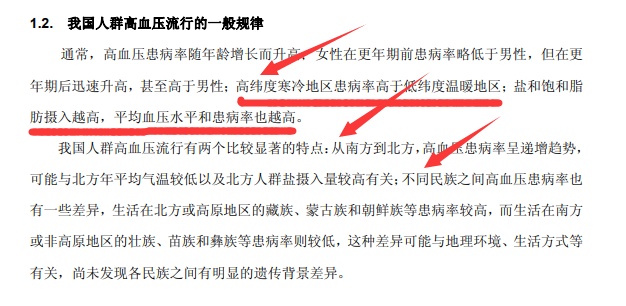 1.2. 我国人群高血压流行的一般规律
通常，高血压患病率随年龄增长而升高；女性在更年期前患病率略低于男性，但在更
年期后迅速升高，甚至高于男性；高纬度寒冷地区患病率高于低纬度温暖地区；盐和饱和脂
肪摄入越高，平均血压水平和患病率也越高。
我国人群高血压流行有两个比较显著的特点：从南方到北方，高血压患病率呈递增趋势，
可能与北方年平均气温较低以及北方人群盐摄入量较高有关；不同民族之间高血压患病率也
有一些差异，生活在北方或高原地区的藏族、蒙古族和朝鲜族等患病率较高，而生活在南方
或非高原地区的壮族、苗族和彝族等患病率则较低，这种差异可能与地理环境、生活方式等
有关，尚未发现各民族之间有明显的遗传背景差异。